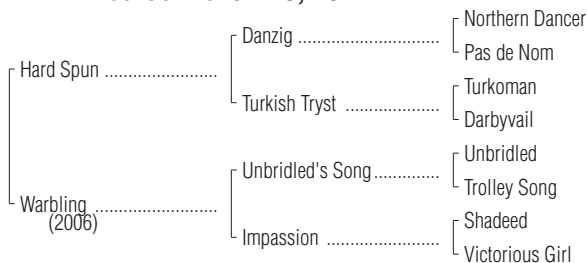 Northern Dancer
Danzig
Pas de Nom
Hard Spun
Turkoman
Turkish Tryst
Darbyvail
Unbridled
Unbridled's Song
Trolley Song
Warbling
(2006)
Shadeed
Impassion
Victorious Girl